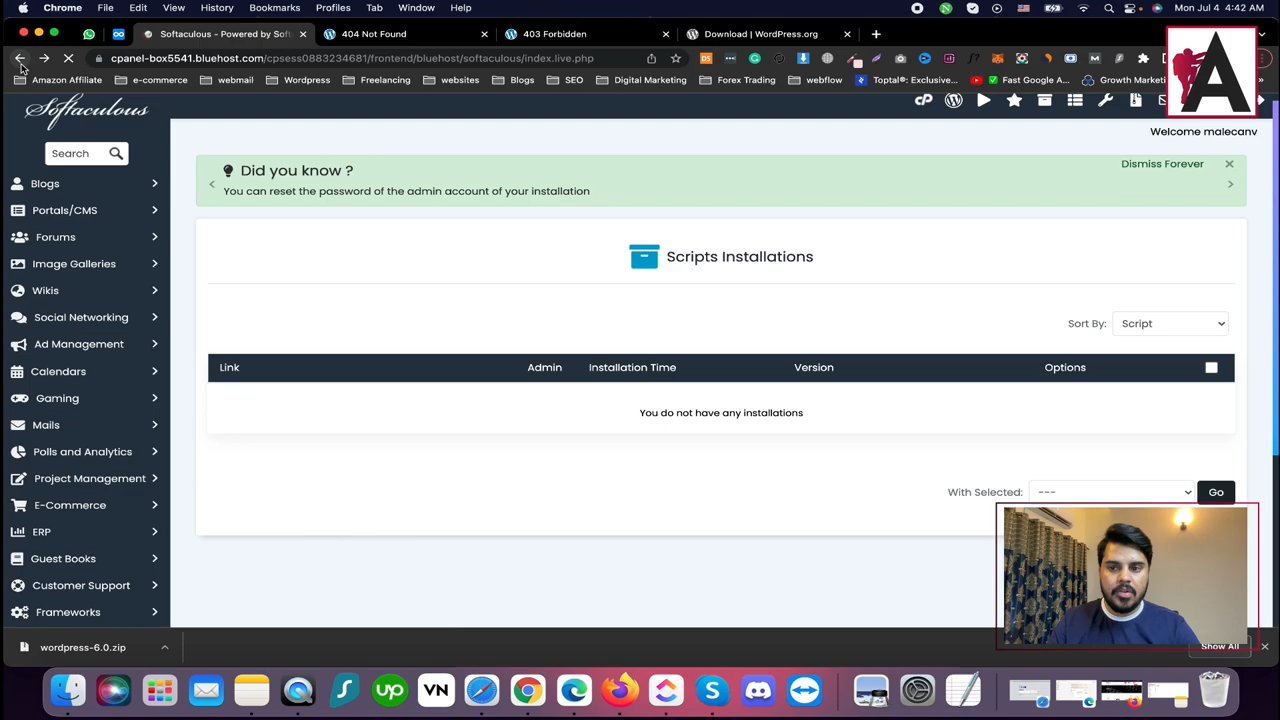 Chrome File Edit View History Bookmarks Profiles Tab Window Help Mon Jul 4 4:42 AM
Softaculous - Powered by Soft 404 Not Found 403 Forbidden Download | WordPress.org
cpanel-box5541.bluehost.com/cpsess0883234681/frontend/bluehost/softaculous/index.live.php
Amazon Affiliate e-commerce webmail WordPress Freelancing websites Blogs SEO Digital Marketing Forex Trading webflow Toptal®: Exclusive... Fast Google A... Growth Marketi
A
Softaculous
Welcome malecanv
Search
Did you know ?
Dismiss Forever
You can reset the password of the admin account of your installation
Blogs
Portals/CMS
Forums
Image Galleries
Wikis
Social Networking
Ad Management
Calendars
Gaming
Mails
Polls and Analytics
Project Management
E-Commerce
ERP
Guest Books
Customer Support
Frameworks
Scripts Installations
Sort By: Script
Link Admin Installation Time Version Options
You do not have any installations
With Selected: --- Go
wordpress-6.0.zip
Show All